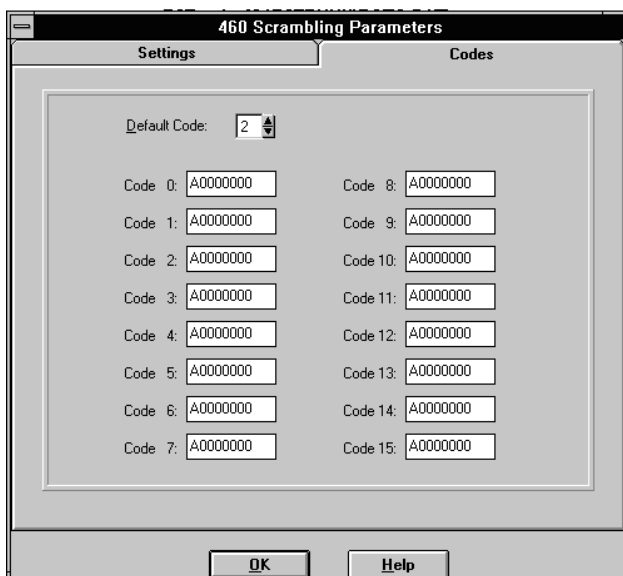 460 Scrambling Parameters
Settings
Codes
Default Code: 2
Code 0: A0000000
Code 1: A0000000
Code 2: A0000000
Code 3: A0000000
Code 4: A0000000
Code 5: A0000000
Code 6: A0000000
Code 7: A0000000
Code 8: A0000000
Code 9: A0000000
Code 10: A0000000
Code 11: A0000000
Code 12: A0000000
Code 13: A0000000
Code 14: A0000000
Code 15: A0000000
OK
Help